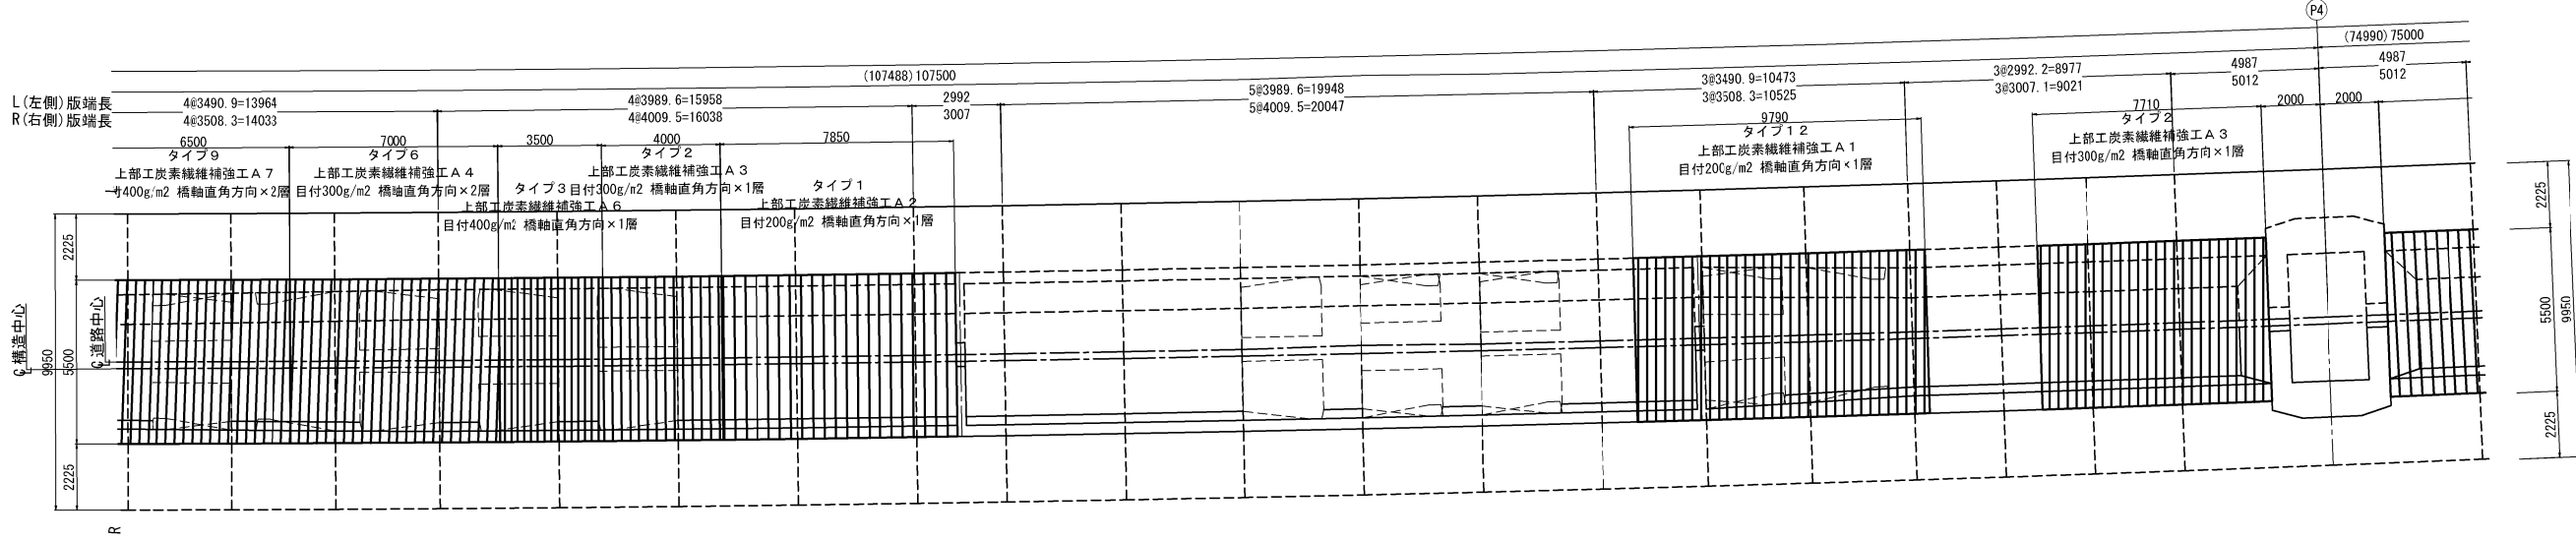 P4
(74990)75000
(107488)107500
L(左側)版端長
R(右側)版端長
4@3490.9=13964
4@3508.3=14033
4@3989.6=15958
4@4009.5=16038
2992
3007
5@3989.6=19948
5@4009.5=20047
3@3490.9=10473
3@3508.3=10525
3@2992.2=8977
3@3007.1=9021
4987
5012
4987
5012
6500
7000
3500
4000
7850
9790
7710
2000
2000
タイプ9
上部工炭素繊維補強工A7
付400g/m2 橋軸直角方向×2層
タイプ6
上部工炭素繊維補強工A4
目付300g/m2 橋軸直角方向×2層
タイプ3
上部工炭素繊維補強工A6
目付400g/m2 橋軸直角方向×1層
タイプ2
上部工炭素繊維補強工A3
目付300g/m2 橋軸直角方向×1層
タイプ1
上部工炭素繊維補強工A2
目付200g/m2 橋軸直角方向×1層
タイプ12
上部工炭素繊維補強工A1
目付200g/m2 橋軸直角方向×1層
タイプ2
上部工炭素繊維補強工A3
目付300g/m2 橋軸直角方向×1層
℄構造中心
9950
2225
5500
2225
℄道路中心
2225
5500
2225
9950
R